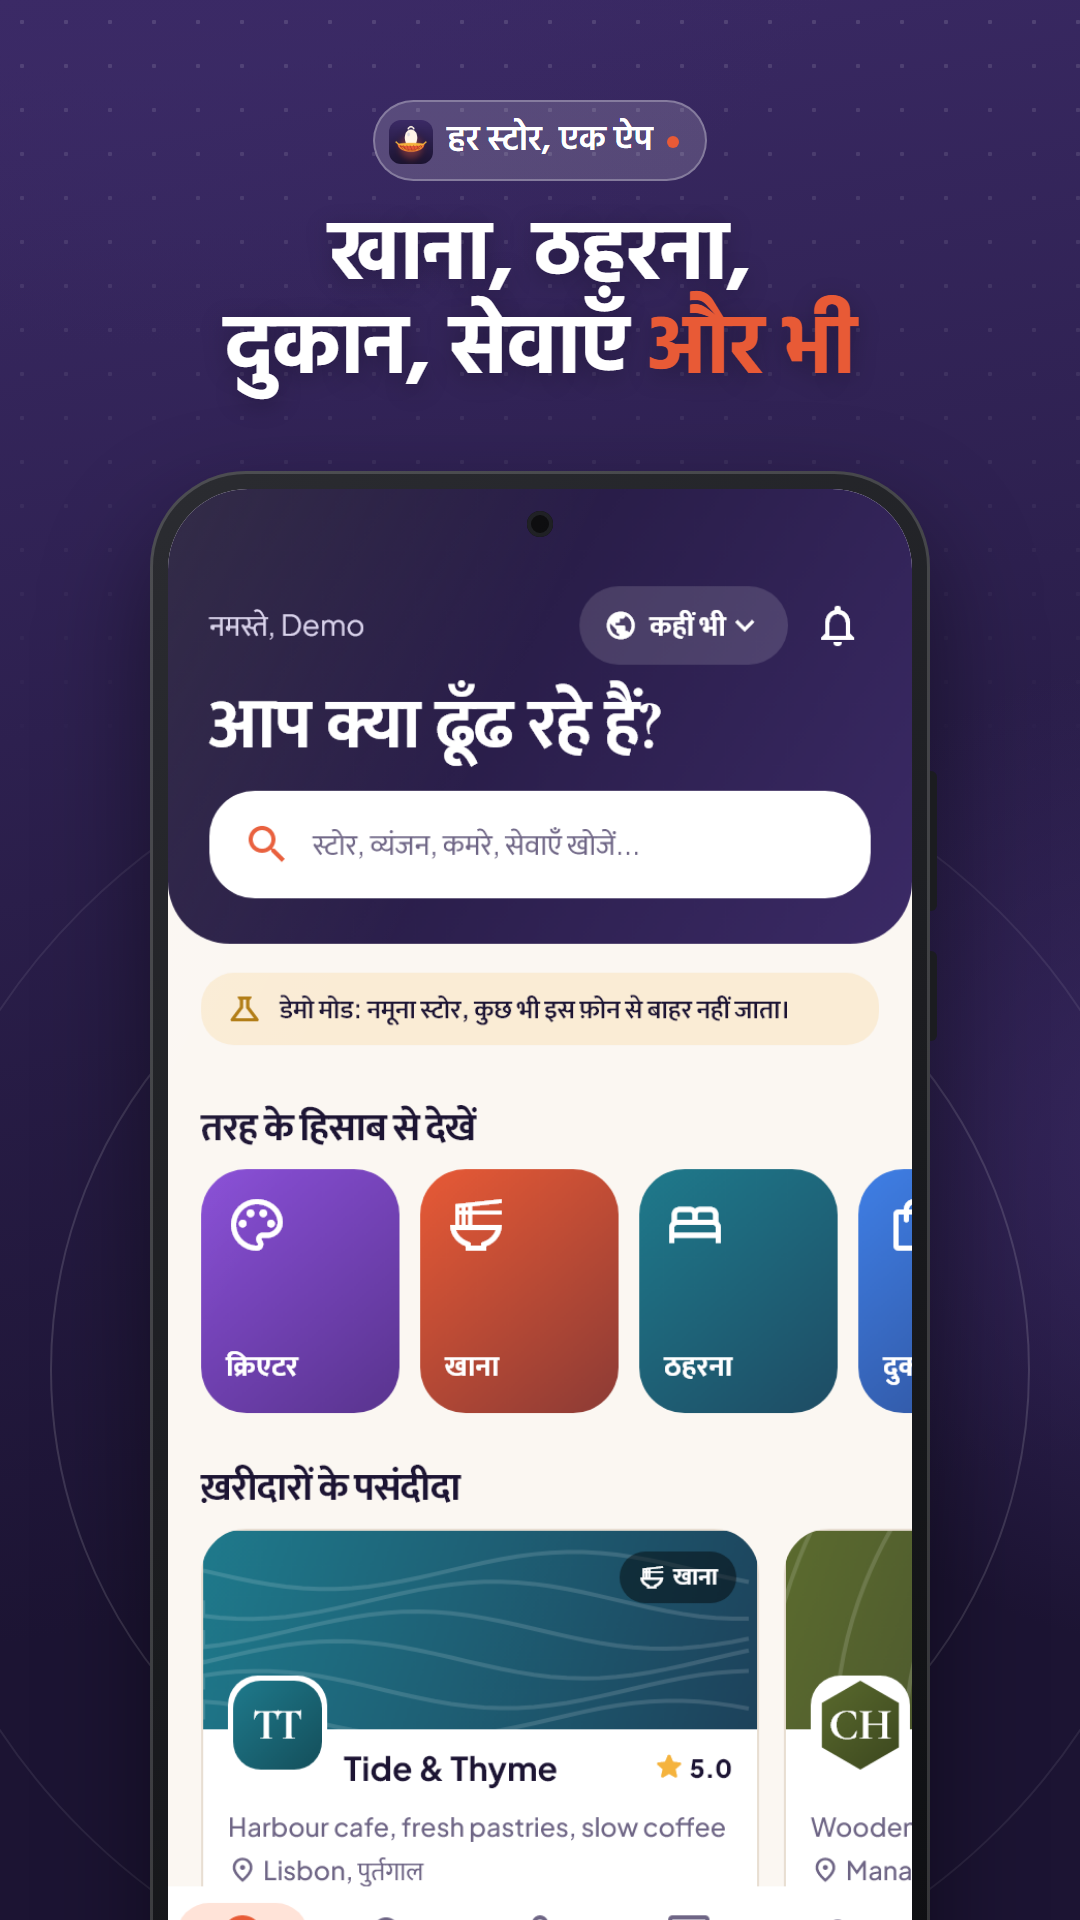 हर स्टोर, एक ऐप
खाना, ठहरना,
दुकान, सेवाएँ और भी
नमस्ते, Demo
कहीं भी
आप क्या ढूँढ रहे हैं?
स्टोर, व्यंजन, कमरे, सेवाएँ खोजें...
डेमो मोड: नमूना स्टोर, कुछ भी इस फ़ोन से बाहर नहीं जाता।
तरह के हिसाब से देखें
क्रिएटर
खाना
ठहरना
ख़रीदारों के पसंदीदा
खाना
TT
CH
Tide & Thyme
5.0
Harbour cafe, fresh pastries, slow coffee
Lisbon, पुर्तगाल